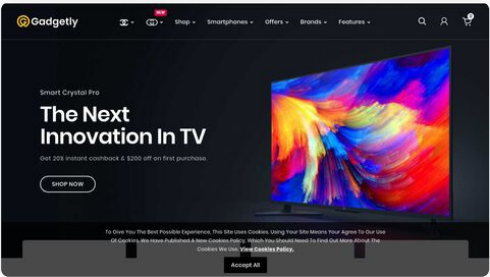 NEW
Gadgetly
Shop
Smartphones
Offers
Brands
Features
Smart Crystal Pro
The Next
Innovation In TV
Get 20% instant cashback & $200 off on first purchase.
SHOP NOW
To Give You The Best Possible Experience, This Site Uses Cookies. Using Your Site Means Your Agree To Our Use
Of Cookies. We Have Published A New Cookies Policy, Which You Should Need To Find Out More About The
Cookies We Use. View Cookies Policy.
Accept All